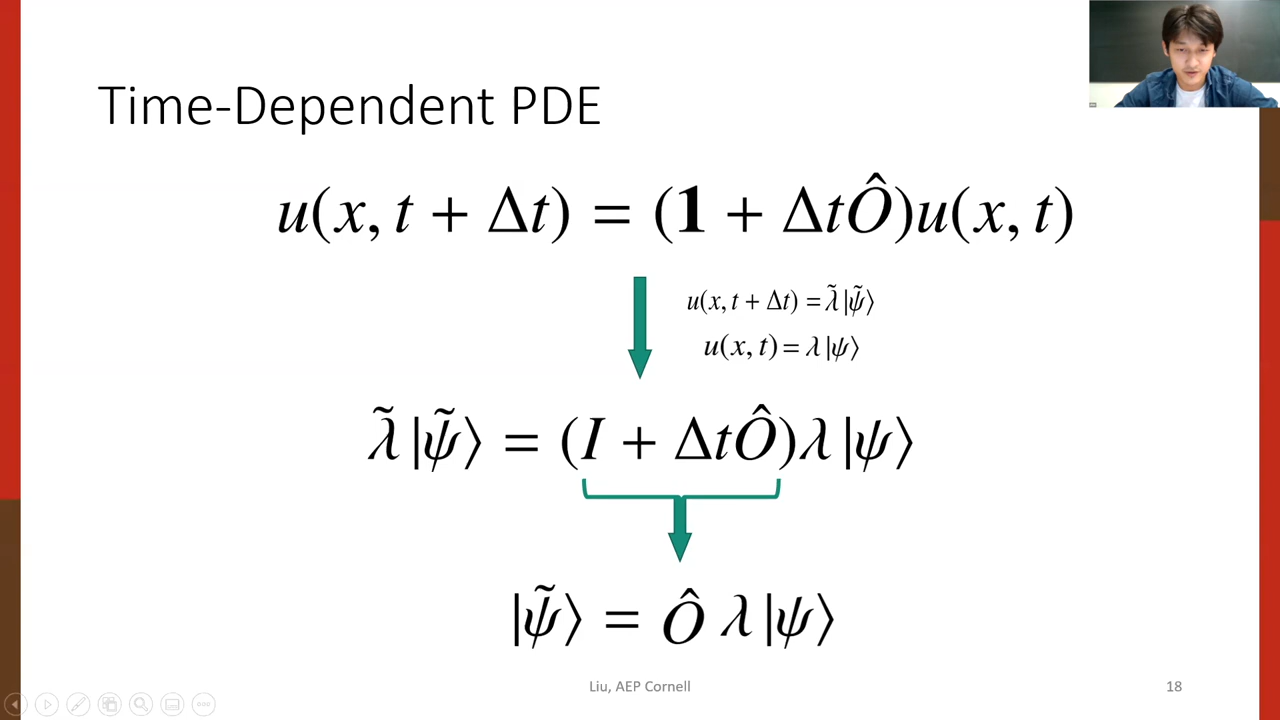 Time-Dependent PDE
u(x, t + Δt) = (𝟏 + ΔtÔ)u(x, t)
u(x, t + Δt) = λ̃ |ψ̃⟩
u(x, t) = λ |ψ⟩
λ̃ |ψ̃⟩ = (I + ΔtÔ)λ |ψ⟩
|ψ̃⟩ = Ô λ |ψ⟩
Liu, AEP Cornell
18